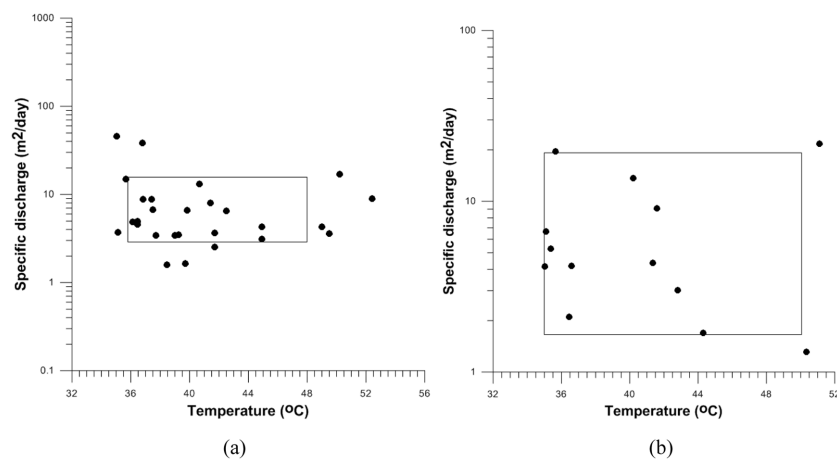 1000
100
10
1
0.1
Specific discharge (m2/day)
32 36 40 44 48 52 56
Temperature (ºC)
(a)
100
10
1
Specific discharge (m2/day)
32 36 40 44 48 52
Temperature (ºC)
(b)